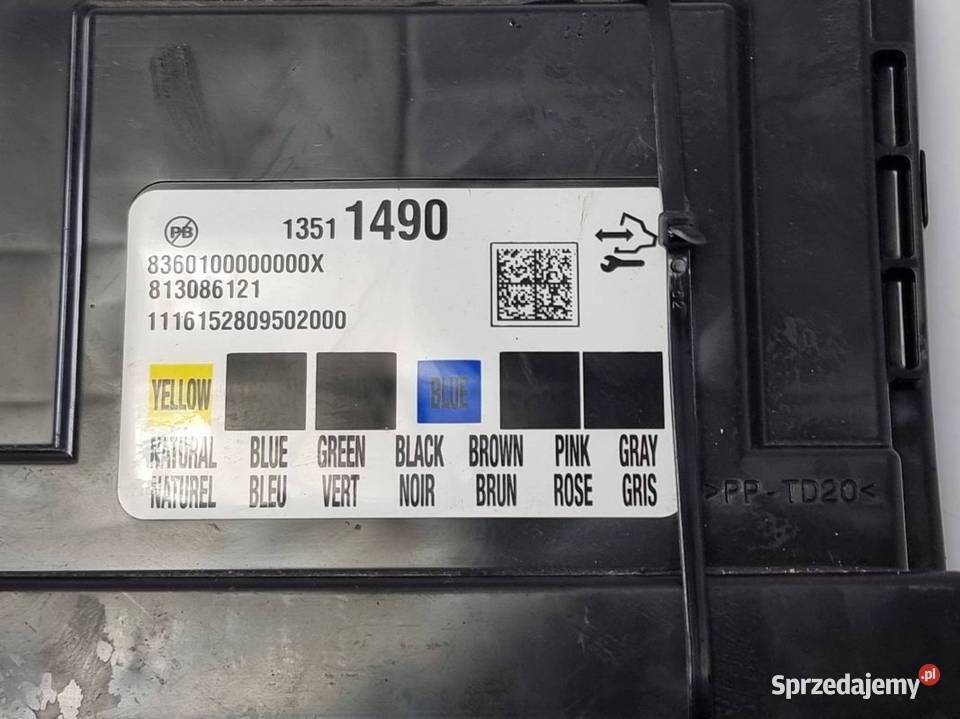 PB
1351 1490
8360100000000X
813086121
1116152809502000
YELLOW BLUE
NATURAL BLUE GREEN BLACK BROWN PINK GRAY
NATUREL BLEU VERT NOIR BRUN ROSE GRIS
>PP-TD20<
Sprzedajemy.pl